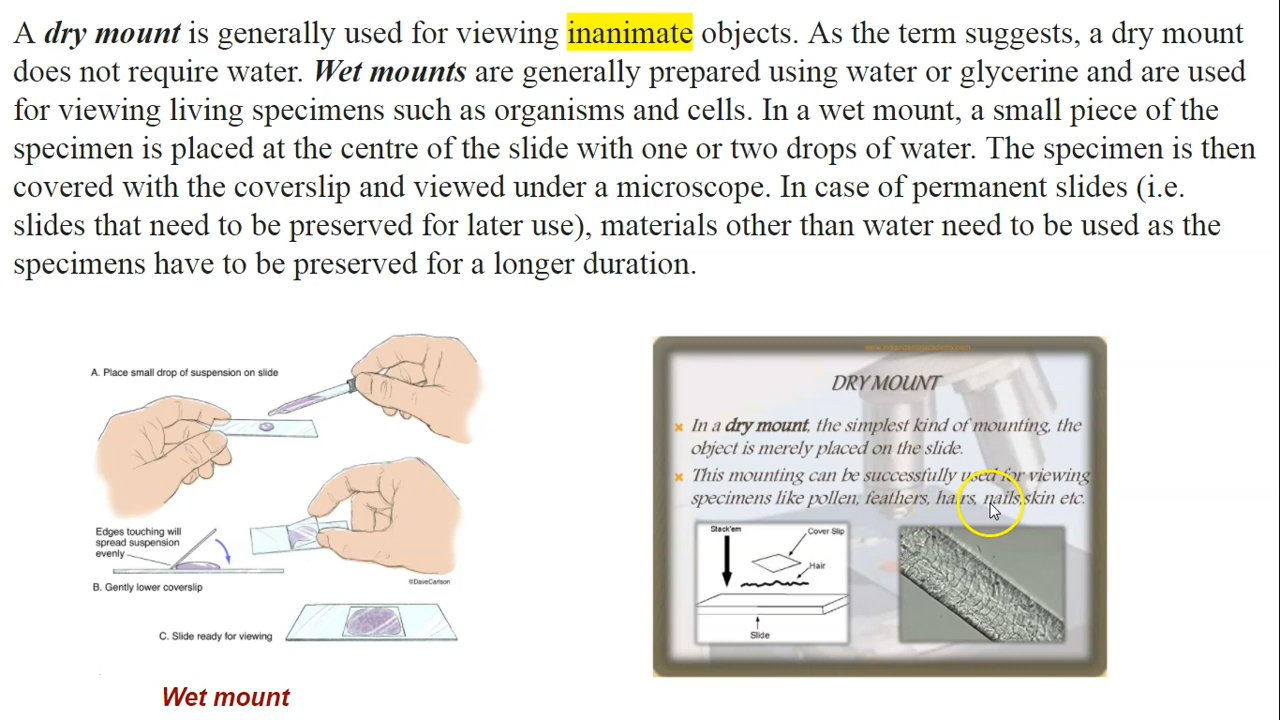 A dry mount is generally used for viewing inanimate objects. As the term suggests, a dry mount
does not require water. Wet mounts are generally prepared using water or glycerine and are used
for viewing living specimens such as organisms and cells. In a wet mount, a small piece of the
specimen is placed at the centre of the slide with one or two drops of water. The specimen is then
covered with the coverslip and viewed under a microscope. In case of permanent slides (i.e.
slides that need to be preserved for later use), materials other than water need to be used as the
specimens have to be preserved for a longer duration.
A. Place small drop of suspension on slide
Edges touching will
spread suspension
evenly
©DaveCarlson
B. Gently lower coverslip
C. Slide ready for viewing
Wet mount
DRY MOUNT
In a dry mount, the simplest kind of mounting, the
object is merely placed on the slide.
This mounting can be successfully used for viewing
specimens like pollen, feathers, hairs, nails,skin etc.
Stack'em
Cover Slip
Hair
Slide